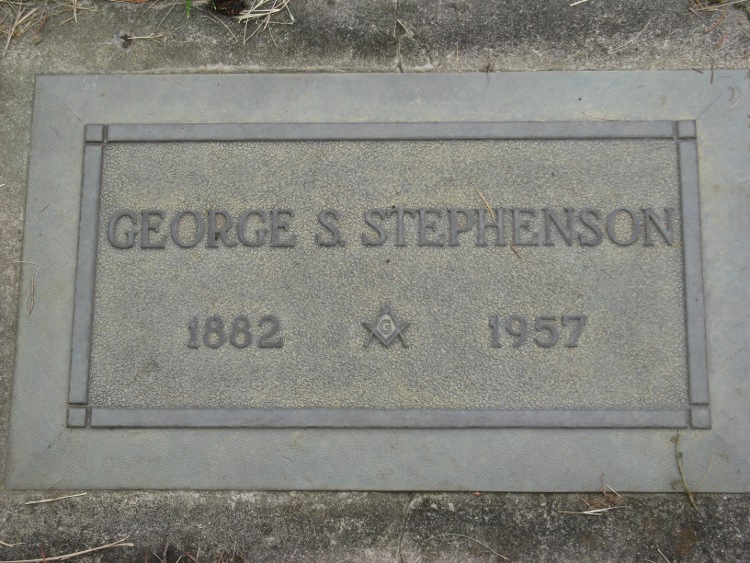 GEORGE S. STEPHENSON
1882 G 1957